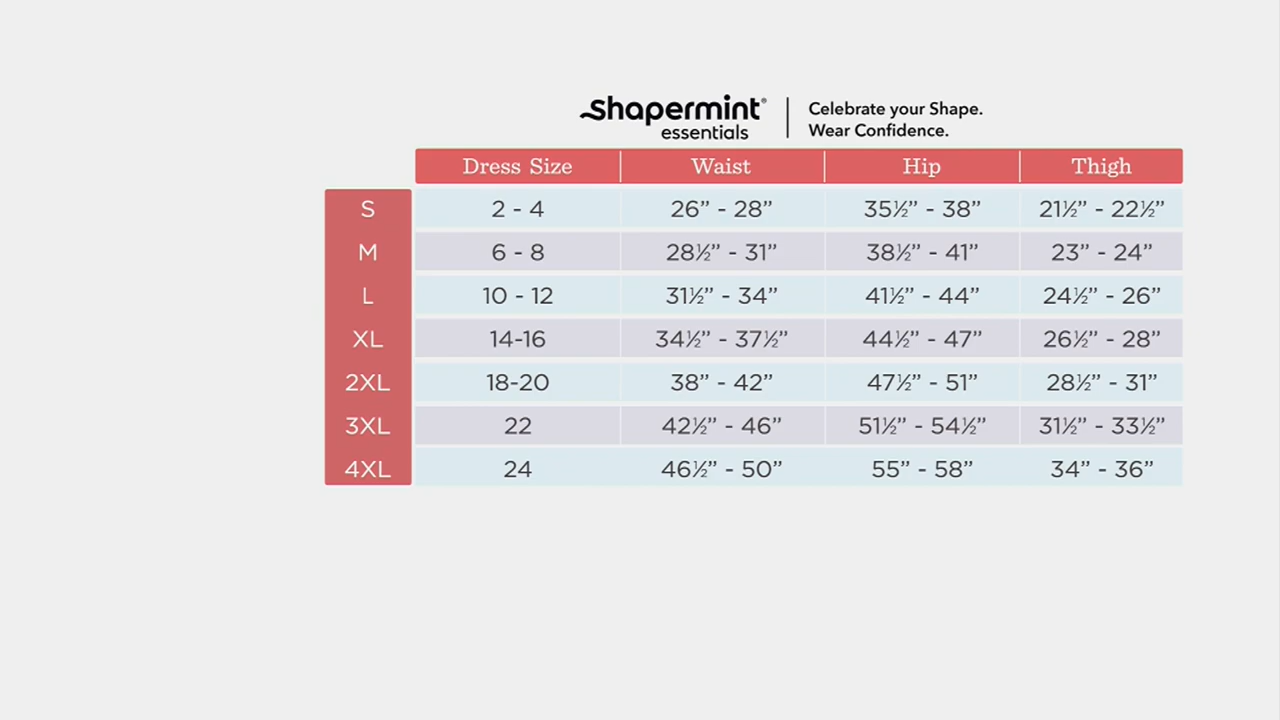 Shapermint®
essentials
Celebrate your Shape.
Wear Confidence.
Dress Size Waist Hip Thigh
S 2 - 4 26” - 28” 35½” - 38” 21½” - 22½”
M 6 - 8 28½” - 31” 38½” - 41” 23” - 24”
L 10 - 12 31½” - 34” 41½” - 44” 24½” - 26”
XL 14-16 34½” - 37½” 44½” - 47” 26½” - 28”
2XL 18-20 38” - 42” 47½” - 51” 28½” - 31”
3XL 22 42½” - 46” 51½” - 54½” 31½” - 33½”
4XL 24 46½” - 50” 55” - 58” 34” - 36”